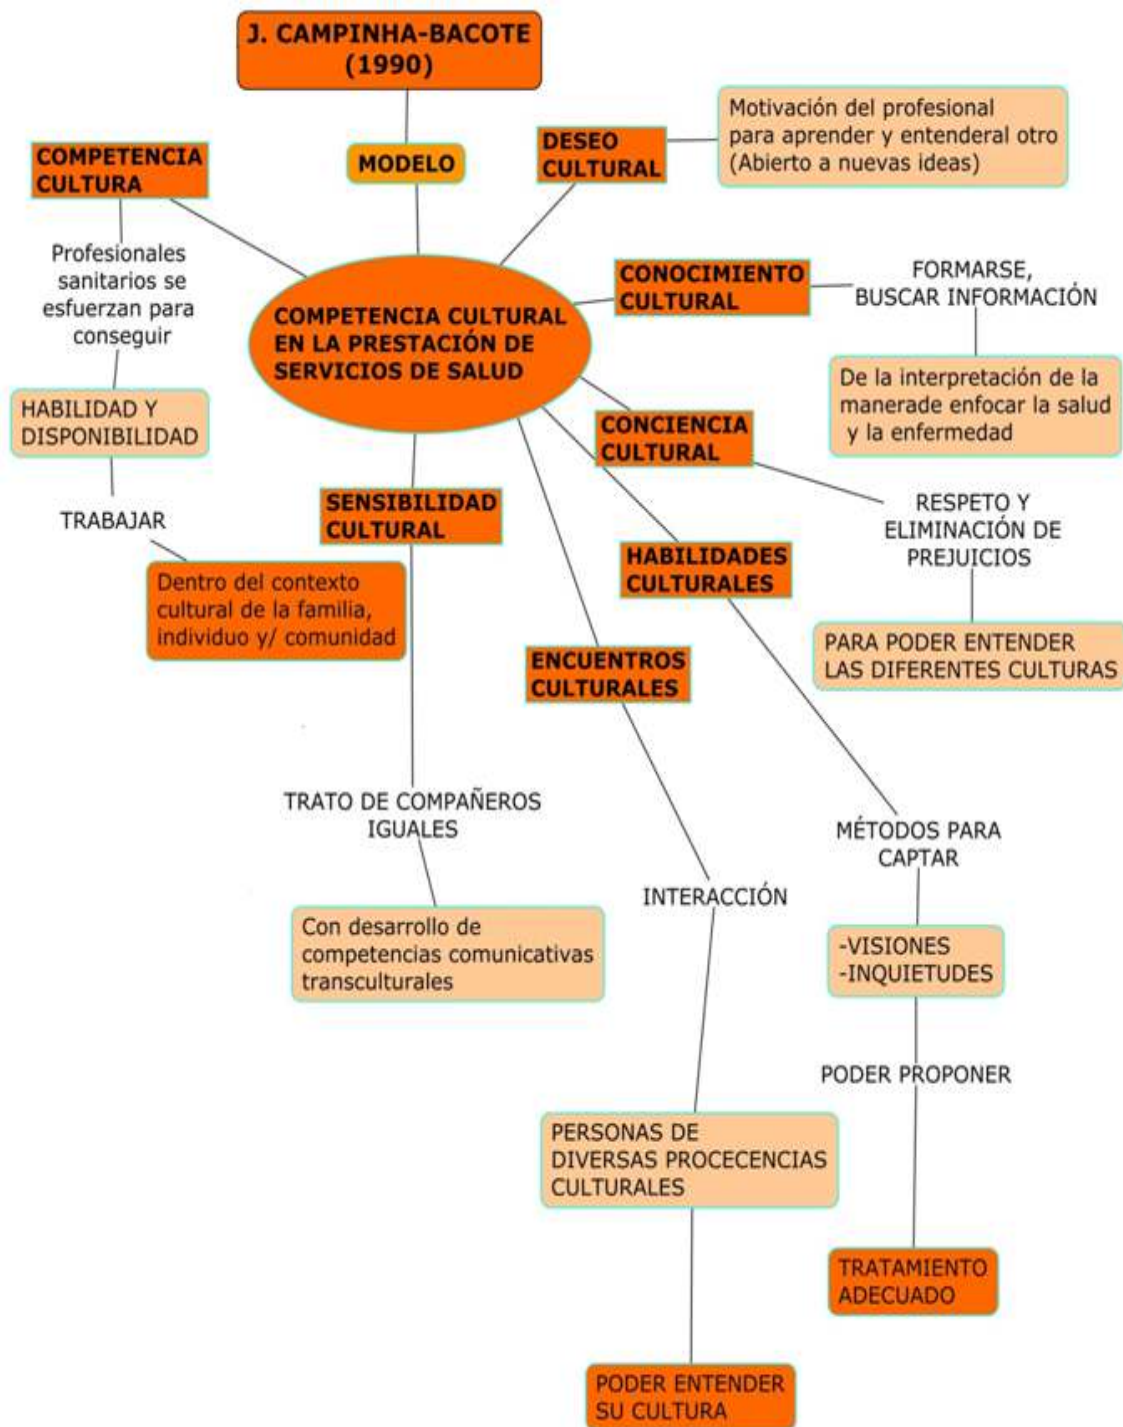 J. CAMPINHA-BACOTE
(1990)
MODELO
COMPETENCIA CULTURAL
EN LA PRESTACIÓN DE
SERVICIOS DE SALUD
COMPETENCIA
CULTURA
Profesionales
sanitarios se
esfuerzan para
conseguir
HABILIDAD Y
DISPONIBILIDAD
TRABAJAR
Dentro del contexto
cultural de la familia,
individuo y/ comunidad
DESEO
CULTURAL
Motivación del profesional
para aprender y entenderal otro
(Abierto a nuevas ideas)
CONOCIMIENTO
CULTURAL
FORMARSE,
BUSCAR INFORMACIÓN
De la interpretación de la
manerade enfocar la salud
y la enfermedad
CONCIENCIA
CULTURAL
RESPETO Y
ELIMINACIÓN DE
PREJUICIOS
PARA PODER ENTENDER
LAS DIFERENTES CULTURAS
SENSIBILIDAD
CULTURAL
TRATO DE COMPAÑEROS
IGUALES
Con desarrollo de
competencias comunicativas
transculturales
HABILIDADES
CULTURALES
MÉTODOS PARA
CAPTAR
-VISIONES
-INQUIETUDES
PODER PROPONER
TRATAMIENTO
ADECUADO
ENCUENTROS
CULTURALES
INTERACCIÓN
PERSONAS DE
DIVERSAS PROCECENCIAS
CULTURALES
PODER ENTENDER
SU CULTURA